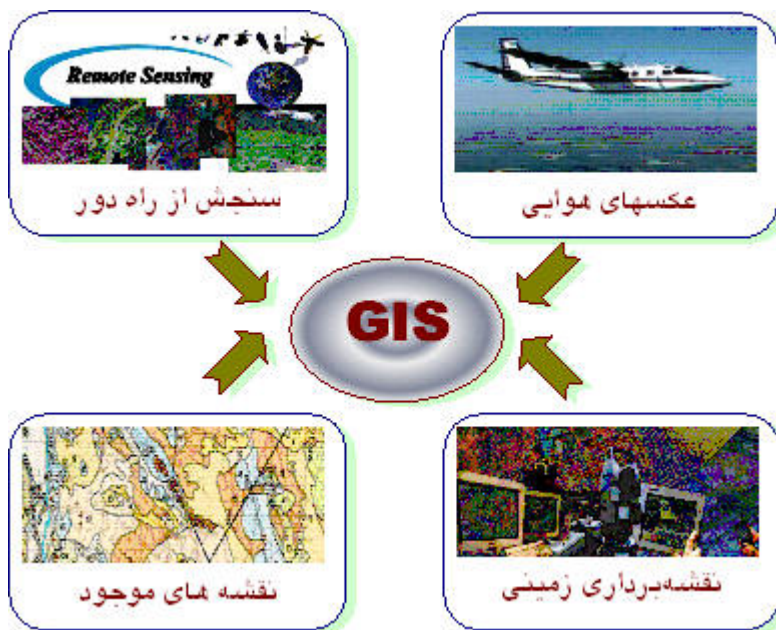 Remote Sensing
سنجش از راه دور
عکسهای هوایی
GIS
نقشه های موجود
نقشه‌برداری زمینی